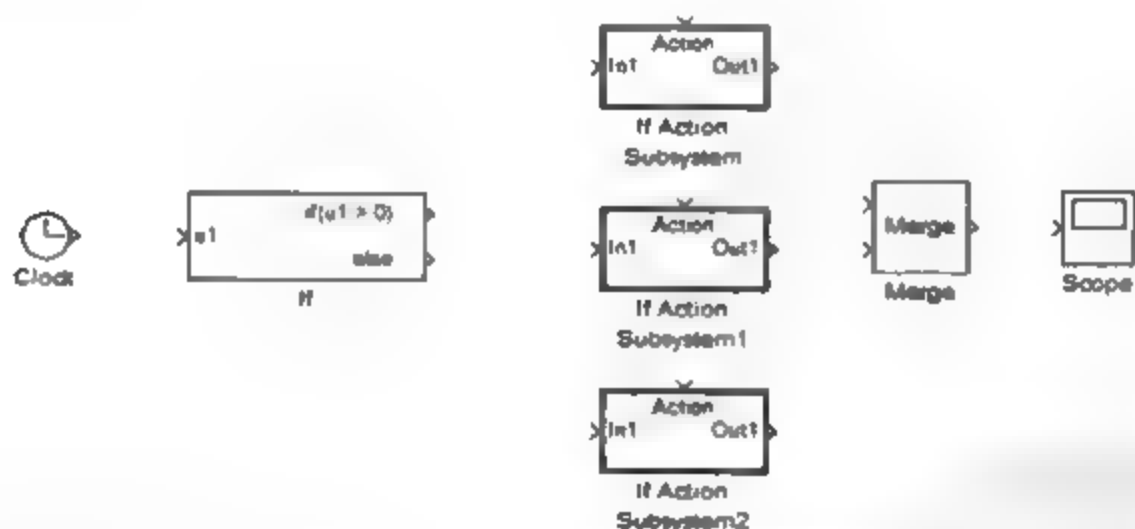 Action
In1 Out1
If Action
Subsystem
Clock
u1 if(u1 > 0)
else
If
Action
In1 Out1
If Action
Subsystem1
Merge
Merge
Scope
Action
In1 Out1
If Action
Subsystem2